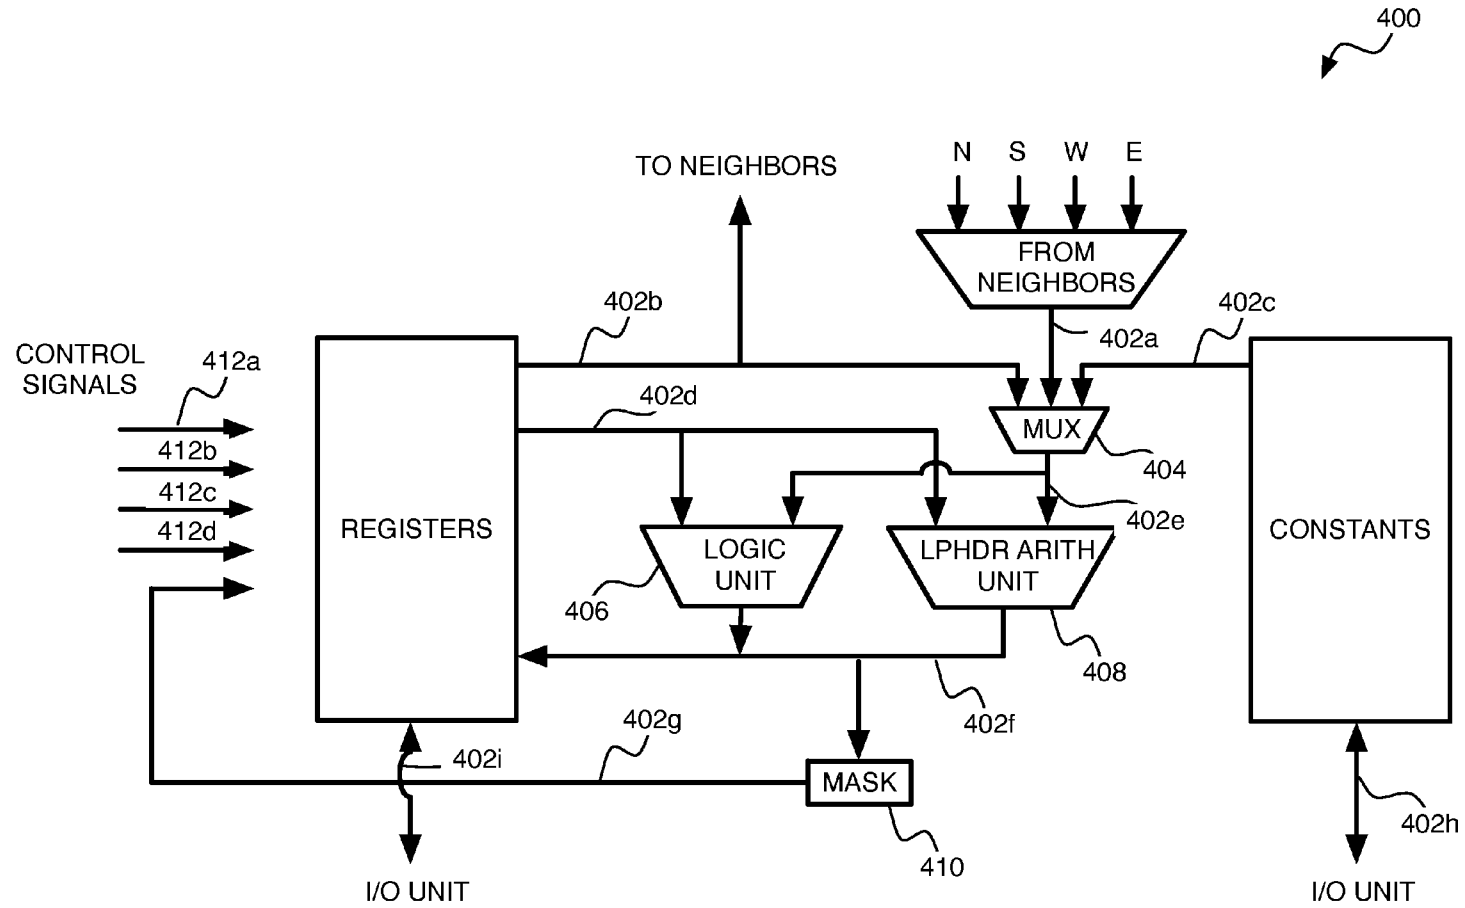 400
N S W E
TO NEIGHBORS
FROM
NEIGHBORS
402b
402a
402c
CONTROL
SIGNALS
412a
412b
412c
412d
402d
MUX
404
402e
REGISTERS
LOGIC
UNIT
406
LPHDR ARITH
UNIT
408
CONSTANTS
402f
402g
402i
MASK
410
402h
I/O UNIT
I/O UNIT